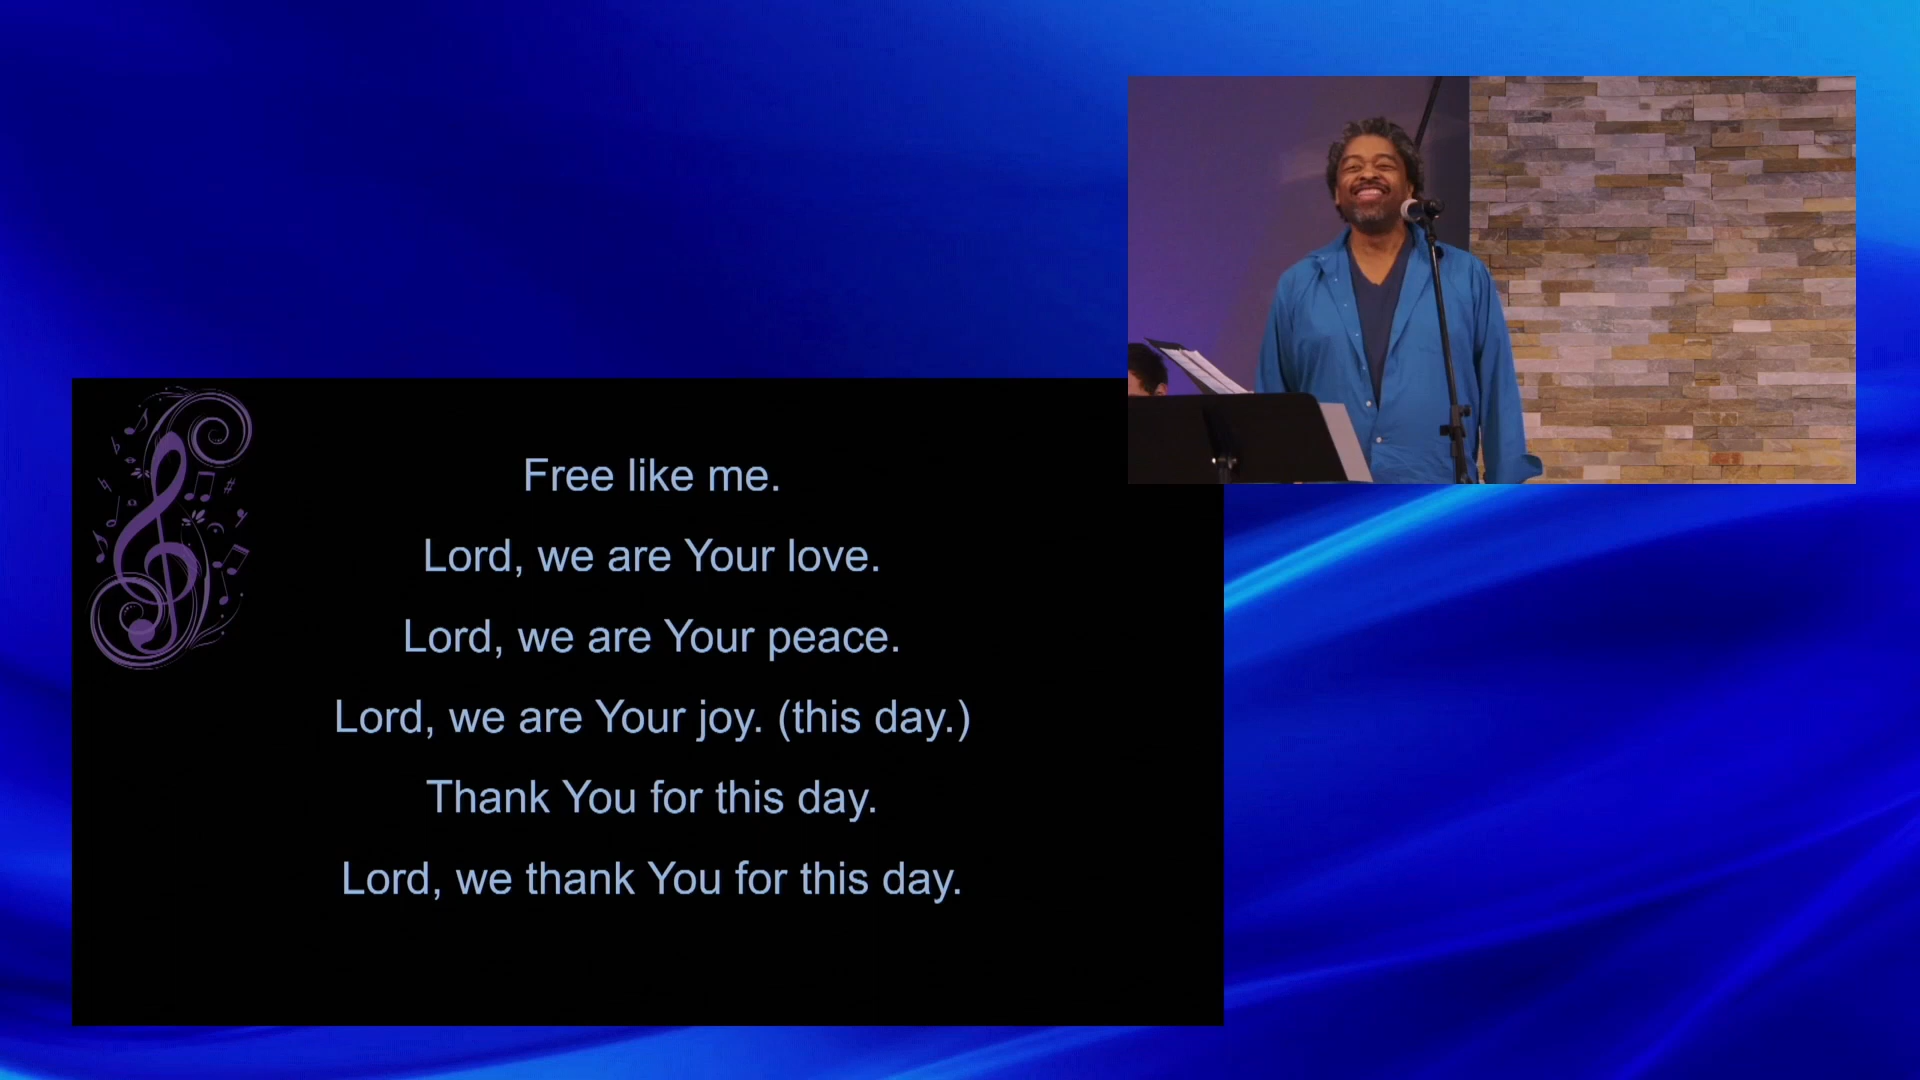 Free like me.
Lord, we are Your love.
Lord, we are Your peace.
Lord, we are Your joy. (this day.)
Thank You for this day.
Lord, we thank You for this day.